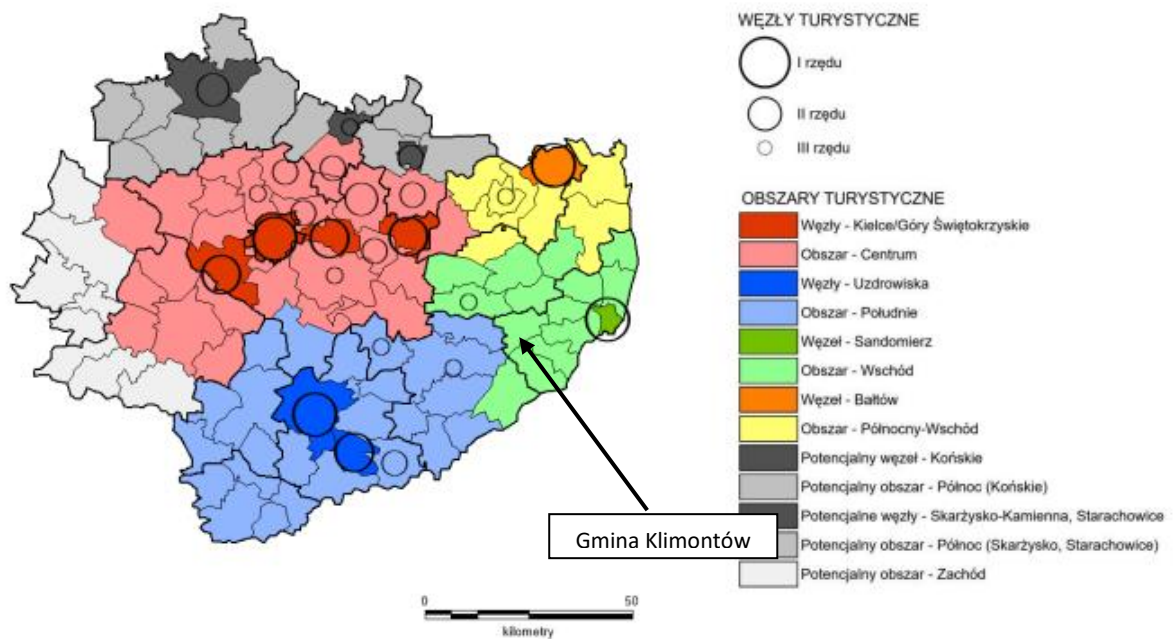 WĘZŁY TURYSTYCZNE
I rzędu
II rzędu
III rzędu
OBSZARY TURYSTYCZNE
Węzły - Kielce/Góry Świętokrzyskie
Obszar - Centrum
Węzły - Uzdrowiska
Obszar - Południe
Węzeł - Sandomierz
Obszar - Wschód
Węzeł - Bałtów
Obszar - Północny-Wschód
Potencjalny węzeł - Końskie
Potencjalny obszar - Północ (Końskie)
Potencjalne węzły - Skarżysko-Kamienna, Starachowice
Potencjalny obszar - Północ (Skarżysko, Starachowice)
Potencjalny obszar - Zachód
Gmina Klimontów
0 50
kilometry